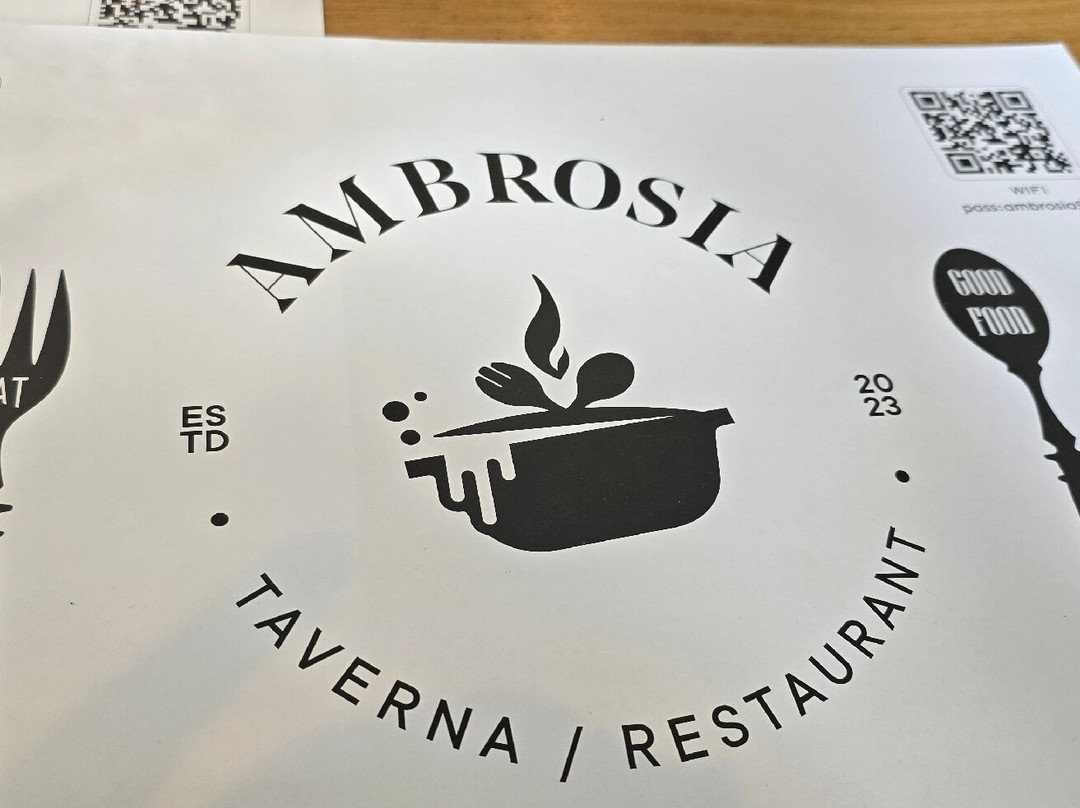 AMBROSIA
WIFI
GOOD
FOOD
ES
TD
20
23
TAVERNA / RESTAURANT